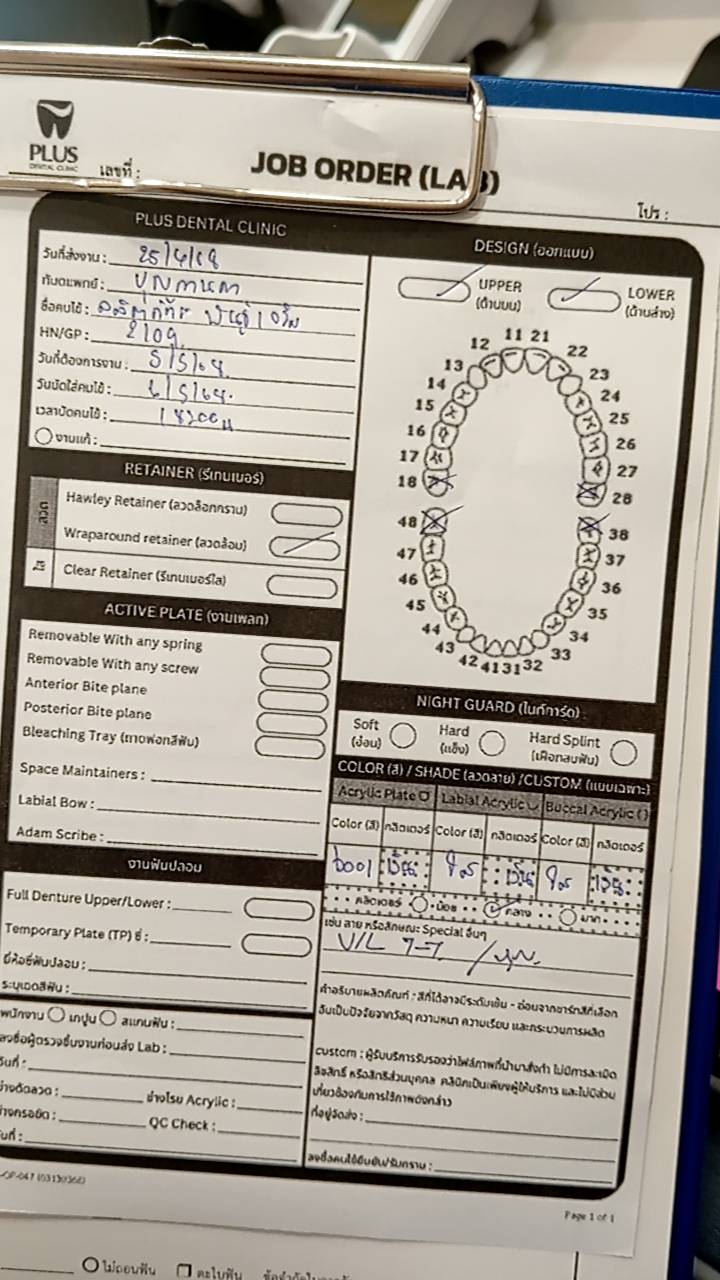 PLUS
DENTAL CLINIC
เลขที่ :
JOB ORDER (LAB)
โปร :
PLUS DENTAL CLINIC
วันที่ส่งงาน : 25/4/68
ทันตแพทย์ :
ชื่อคนไข้ :
HN/GP : 2109
วันที่ต้องการงาน : 5/5/68
วันนัดใส่คนไข้ : 6/5/68
เวลานัดคนไข้ :
งานแก้ :
RETAINER (รีเทนเนอร์)
ลวด
Hawley Retainer (ลวดล็อกกราม)
Wraparound retainer (ลวดล้อม)
ใส
Clear Retainer (รีเทนเนอร์ใส)
ACTIVE PLATE (งานเพลท)
Removable With any spring
Removable With any screw
Anterior Bite plane
Posterior Bite plane
Bleaching Tray (ถาดฟอกสีฟัน)
Space Maintainers :
Labial Bow :
Adam Scribe :
งานฟันปลอม
Full Denture Upper/Lower :
Temporary Plate (TP) ซี่ :
ยี่ห้อซี่ฟันปลอม :
ระบุเฉดสีฟัน :
พนักงาน เทปูน สแกนฟัน :
ลงชื่อผู้ตรวจชิ้นงานก่อนส่ง Lab :
วันที่ :
ช่างดัดลวด : ช่างโรย Acrylic :
ช่างกรอขัด : QC Check :
วันที่ :
DESIGN (ออกแบบ)
UPPER (ด้านบน) LOWER (ด้านล่าง)
11 21
12 22
13 23
14 24
15 25
16 26
17 27
18 28
48 38
47 37
46 36
45 35
44 34
43 33
42 41 31 32
NIGHT GUARD (ไนท์การ์ด)
Soft (อ่อน) Hard (แข็ง) Hard Splint (เฝือกสบฟัน)
COLOR (สี) / SHADE (ลวดลาย) /CUSTOM (แบบเฉพาะ)
Acrylic Plate Labial Acrylic Buccal Acrylic
Color (สี) กลิตเตอร์ Color (สี) กลิตเตอร์ Color (สี) กลิตเตอร์
ใส ใส
กลิตเตอร์ น้อย กลาง มาก
เช่น ลาย หรือลักษณะ Special อื่นๆ
U/L 7-7
คำอธิบายผลิตภัณฑ์ : สีที่ได้อาจมีระดับเข้ม - อ่อนจากชาร์ทสีที่เลือก
อันเป็นปัจจัยจากวัสดุ ความหนา ความเรียบ และกระบวนการผลิต
custom : ผู้รับบริการรับรองว่าไฟล์ภาพที่นำมาสั่งทำ ไม่มีการละเมิด
ลิขสิทธิ์ หรือสิทธิส่วนบุคคล คลินิกเป็นเพียงผู้ให้บริการ และไม่มีส่วน
เกี่ยวข้องกับการใช้ภาพดังกล่าว
ที่อยู่จัดส่ง :
ลงชื่อคนไข้ยืนยัน/รับทราบ :
Page 1 of 1
ไม่ถอนฟัน ตะไบฟัน